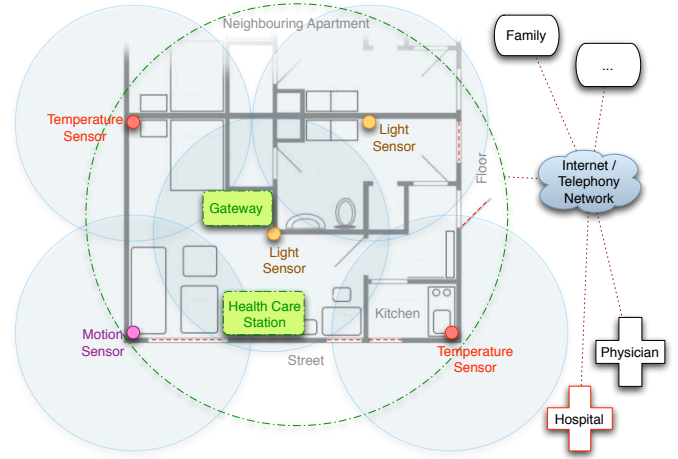 Neighbouring Apartment
Family
...
Temperature
Sensor
Light
Sensor
Floor
Internet /
Telephony
Network
Gateway
Light
Sensor
Health Care
Station
Kitchen
Motion
Sensor
Street
Temperature
Sensor
Physician
Hospital